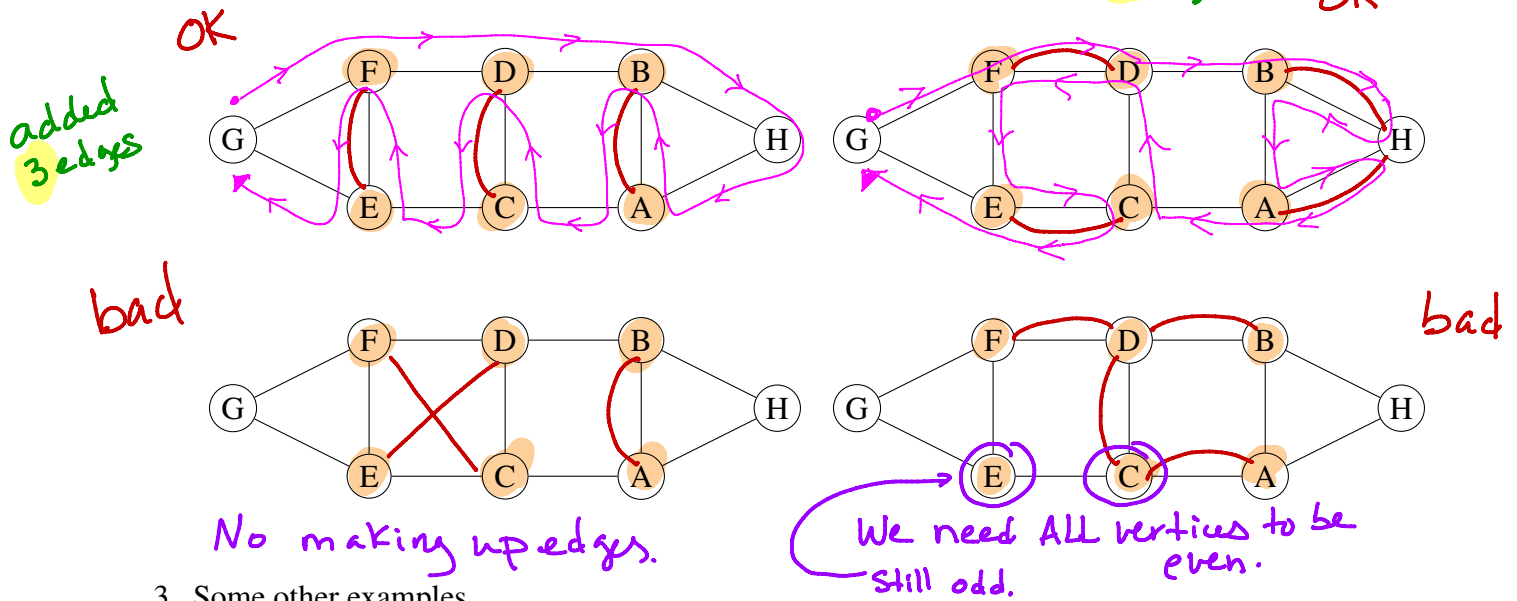 OK
OK
added
3 edges
F D B
G H
E C A
F D B
G H
E C A
bad
bad
F D B
G H
E C A
F D B
G H
E C A
No making up edges.
We need ALL vertices to be
even.
still odd.
3. Some other examples